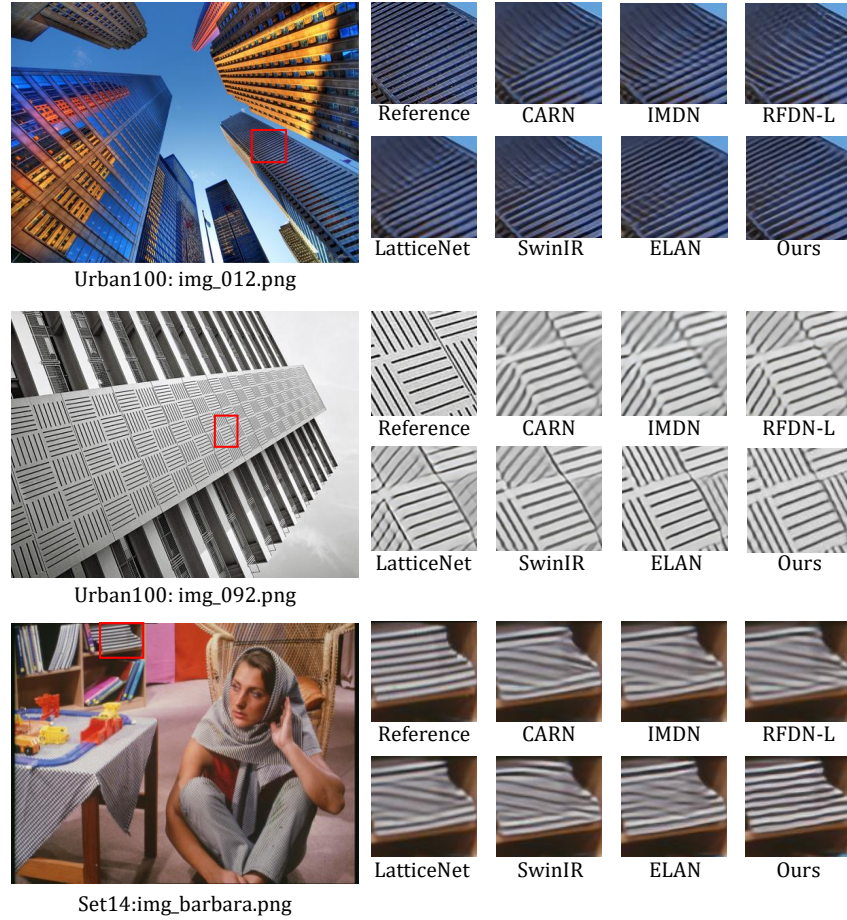 Reference CARN IMDN RFDN-L
LatticeNet SwinIR ELAN Ours
Urban100: img_012.png
Reference CARN IMDN RFDN-L
LatticeNet SwinIR ELAN Ours
Urban100: img_092.png
Reference CARN IMDN RFDN-L
LatticeNet SwinIR ELAN Ours
Set14:img_barbara.png